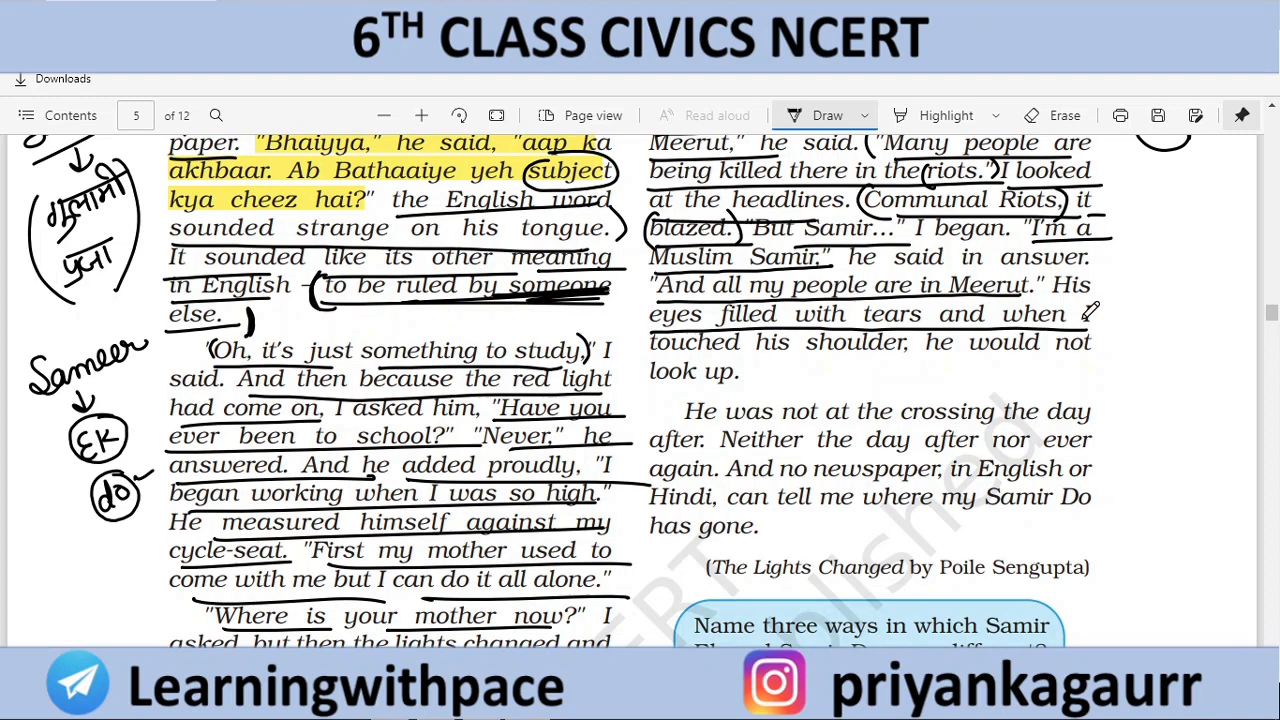 6TH CLASS CIVICS NCERT
Downloads
Contents
5
of 12
Page view
Read aloud
Draw
Highlight
Erase
गुलामी
प्रजा
Sameer
EK
do
paper. "Bhaiyya," he said, "aap ka
akhbaar. Ab Bathaaiye yeh subject
kya cheez hai?" the English word
sounded strange on his tongue.
It sounded like its other meaning
in English – to be ruled by someone
else.
"Oh, it's just something to study," I
said. And then because the red light
had come on, I asked him, "Have you
ever been to school?" "Never," he
answered. And he added proudly, "I
began working when I was so high."
He measured himself against my
cycle-seat. "First my mother used to
come with me but I can do it all alone."
"Where is your mother now?" I
asked, but then the lights changed and
Meerut," he said. "Many people are
being killed there in the riots." I looked
at the headlines. Communal Riots, it
blazed. "But Samir..." I began. "I'm a
Muslim Samir," he said in answer.
"And all my people are in Meerut." His
eyes filled with tears and when
touched his shoulder, he would not
look up.
He was not at the crossing the day
after. Neither the day after nor ever
again. And no newspaper, in English or
Hindi, can tell me where my Samir Do
has gone.
(The Lights Changed by Poile Sengupta)
Name three ways in which Samir
Learningwithpace
priyankagaurr